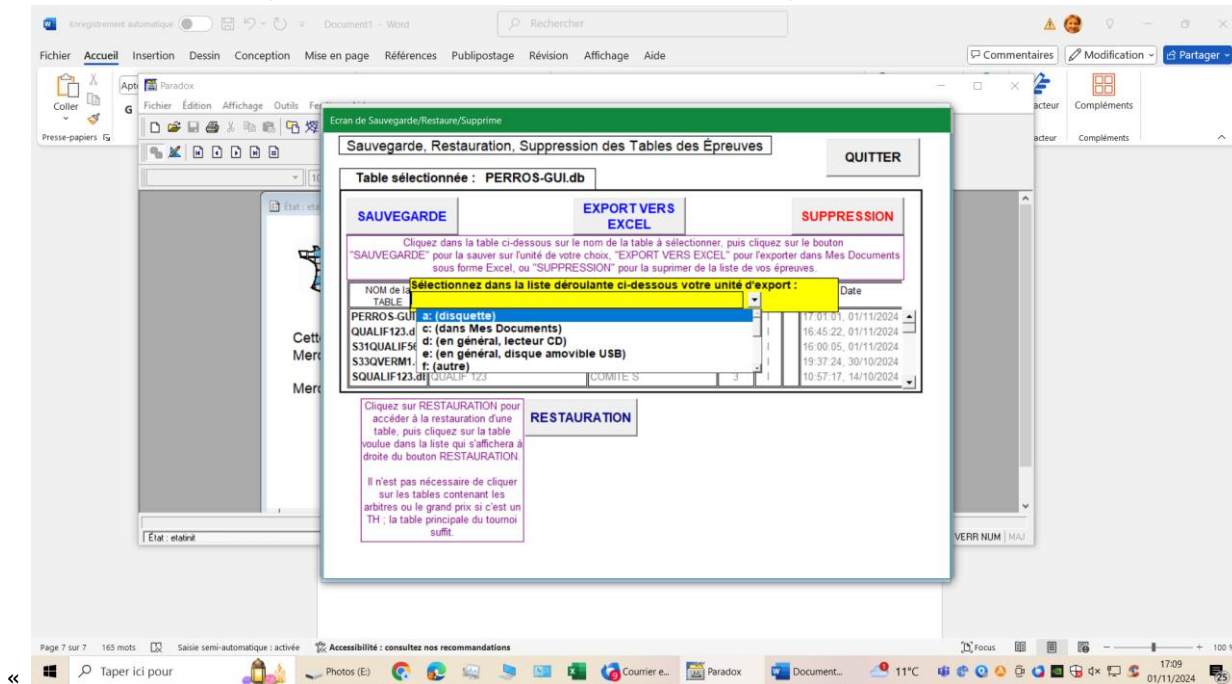 Enregistrement automatique
Document1 - Word
Rechercher
Fichier Accueil Insertion Dessin Conception Mise en page Références Publipostage Révision Affichage Aide
Commentaires Modification Partager
Coller
G
Presse-papiers
Compléments
Compléments
Paradox
Fichier Édition Affichage Outils
Ecran de Sauvegarde/Restaure/Supprime
Sauvegarde, Restauration, Suppression des Tables des Épreuves
QUITTER
Table sélectionnée : PERROS-GUI.db
SAUVEGARDE
EXPORT VERS
EXCEL
SUPPRESSION
Cliquez dans la table ci-dessous sur le nom de la table à sélectionner, puis cliquez sur le bouton
"SAUVEGARDE" pour la sauver sur l'unité de votre choix, "EXPORT VERS EXCEL" pour l'exporter dans Mes Documents
sous forme Excel, ou "SUPPRESSION" pour la suprimer de la liste de vos épreuves.
Sélectionnez dans la liste déroulante ci-dessous votre unité d'export :
NOM de la
TABLE
Date
a: (disquette)
c: (dans Mes Documents)
d: (en général, lecteur CD)
e: (en général, disque amovible USB)
f: (autre)
PERROS-GUI 17:01:01, 01/11/2024
QUALIF123.d 16:45:22, 01/11/2024
S31QUALIF56 16:00:05, 01/11/2024
S33QVERM1. 19:37:24, 30/10/2024
SQUALIF123.db QUALIF 123 COMITE S 3 I 10:57:17, 14/10/2024
Cliquez sur RESTAURATION pour
accéder à la restauration d'une
table, puis cliquez sur la table
voulue dans la liste qui s'affichera à
droite du bouton RESTAURATION.
Il n'est pas nécessaire de cliquer
sur les tables contenant les
arbitres ou le grand prix si c'est un
TH ; la table principale du tournoi
suffit.
RESTAURATION
État : etatinit
VERR NUM MAJ
Page 7 sur 7 165 mots Saisie semi-automatique : activée Accessibilité : consultez nos recommandations
Focus
«
Taper ici pour
Photos (E:)
Courrier e...
Paradox
Document...
11°C
17:09
01/11/2024